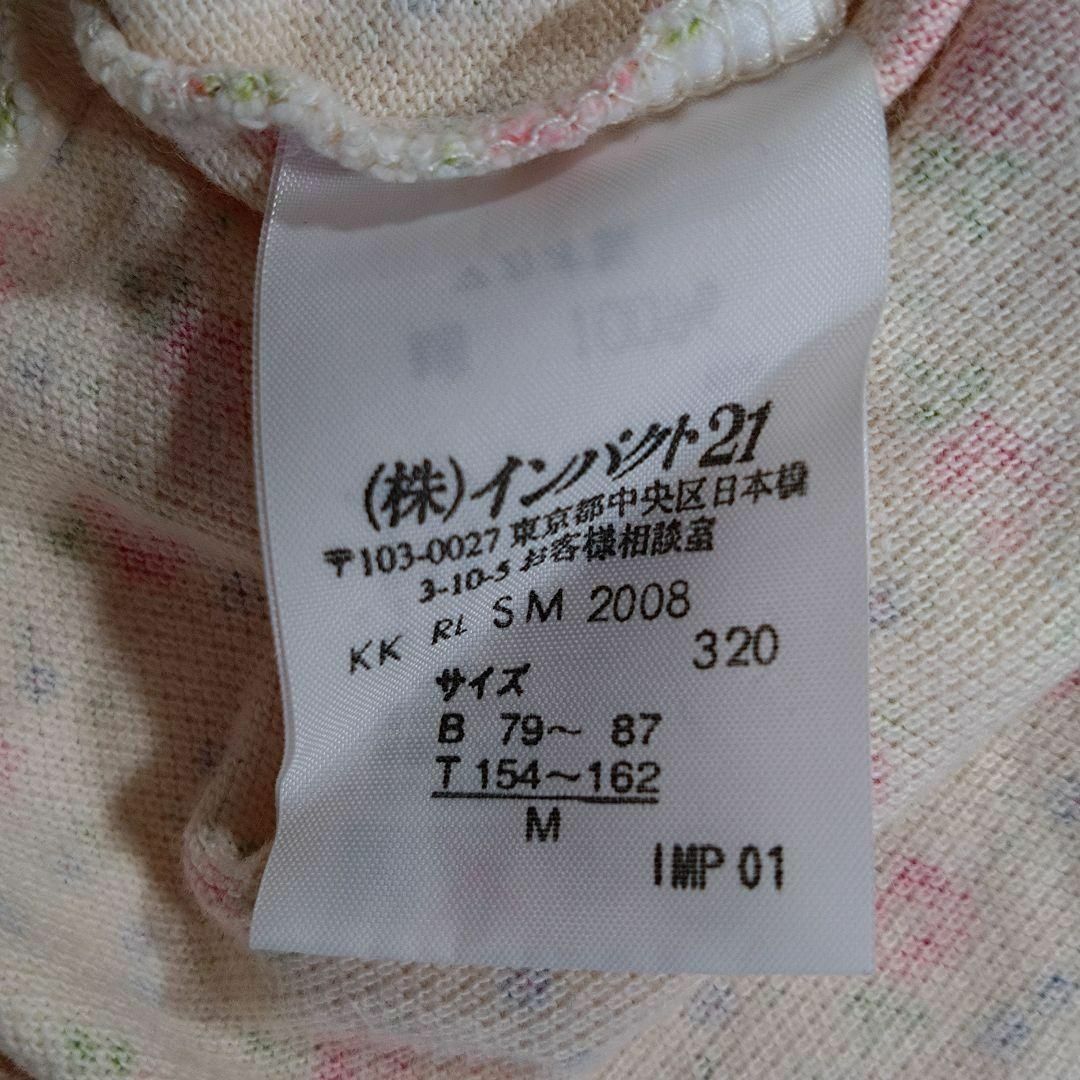 (株)インパクト21
〒103-0027 東京都中央区日本橋
3-10-5 お客様相談室
KK RL SM 2008
320
サイズ
B 79～ 87
T 154～162
M
IMP 01